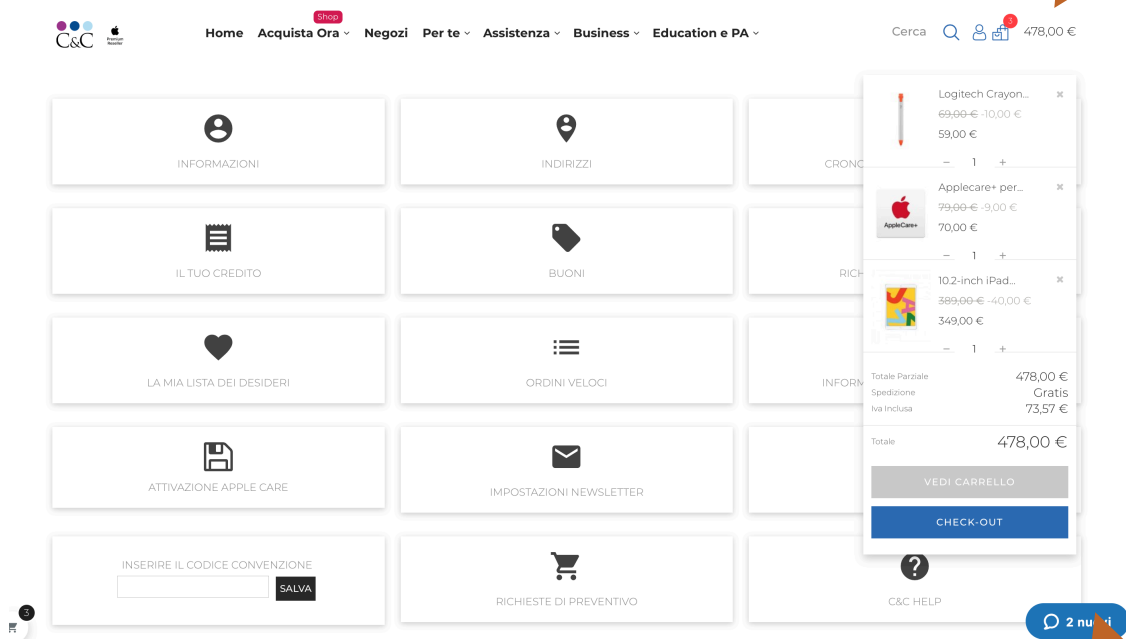 Shop
C&C
Premium
Reseller
Home Acquista Ora Negozi Per te Assistenza Business Education e PA
Cerca
3
478,00 €
INFORMAZIONI
INDIRIZZI
CRONO
IL TUO CREDITO
BUONI
RICH
LA MIA LISTA DEI DESIDERI
ORDINI VELOCI
INFORM
ATTIVAZIONE APPLE CARE
IMPOSTAZIONI NEWSLETTER
INSERIRE IL CODICE CONVENZIONE
SALVA
RICHIESTE DI PREVENTIVO
C&C HELP
Logitech Crayon...
69,00 € -10,00 €
59,00 €
− 1 +
Applecare+ per...
AppleCare+
79,00 € -9,00 €
70,00 €
− 1 +
10.2-inch iPad...
389,00 € -40,00 €
349,00 €
− 1 +
Totale Parziale 478,00 €
Spedizione Gratis
Iva Inclusa 73,57 €
Totale 478,00 €
VEDI CARRELLO
CHECK-OUT
3
2